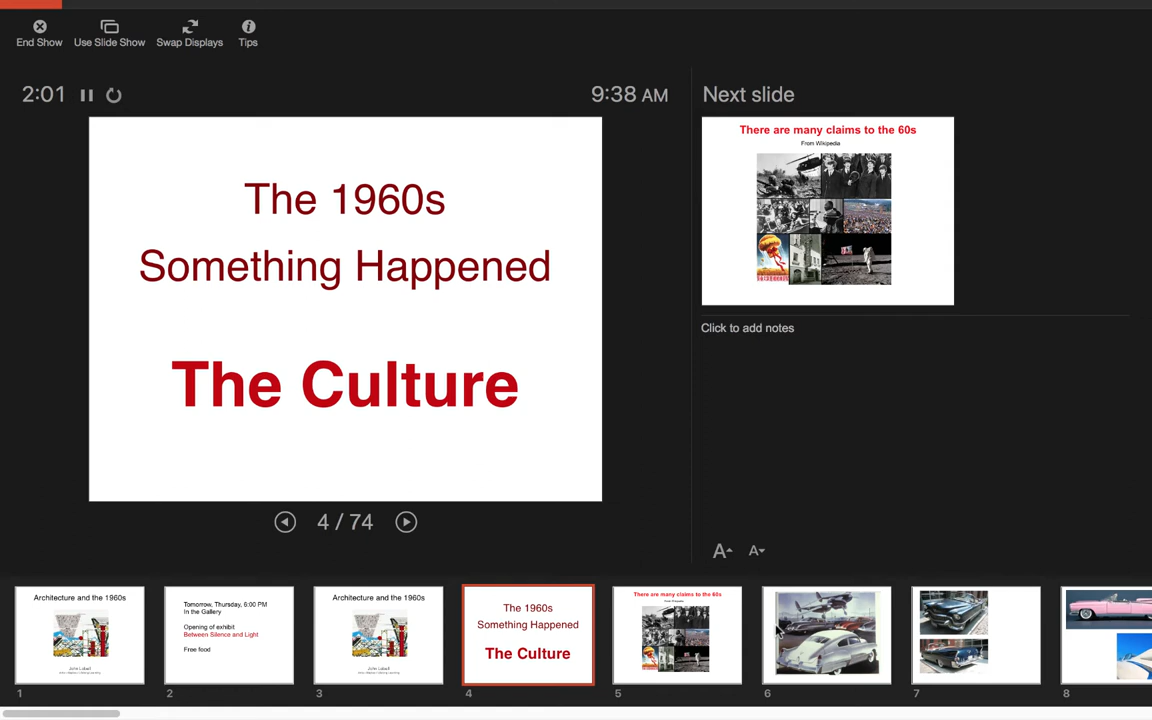 End Show
Use Slide Show
Swap Displays
Tips
2:01
9:38 AM
Next slide
The 1960s
Something Happened
The Culture
There are many claims to the 60s
From Wikipedia
Click to add notes
4 / 74
A
A
Architecture and the 1960s
1
Tomorrow, Thursday, 6:00 PM
In the Gallery
Opening of exhibit
Between Silence and Light
Free food
2
Architecture and the 1960s
3
The 1960s
Something Happened
The Culture
4
There are many claims to the 60s
5
6
7
8